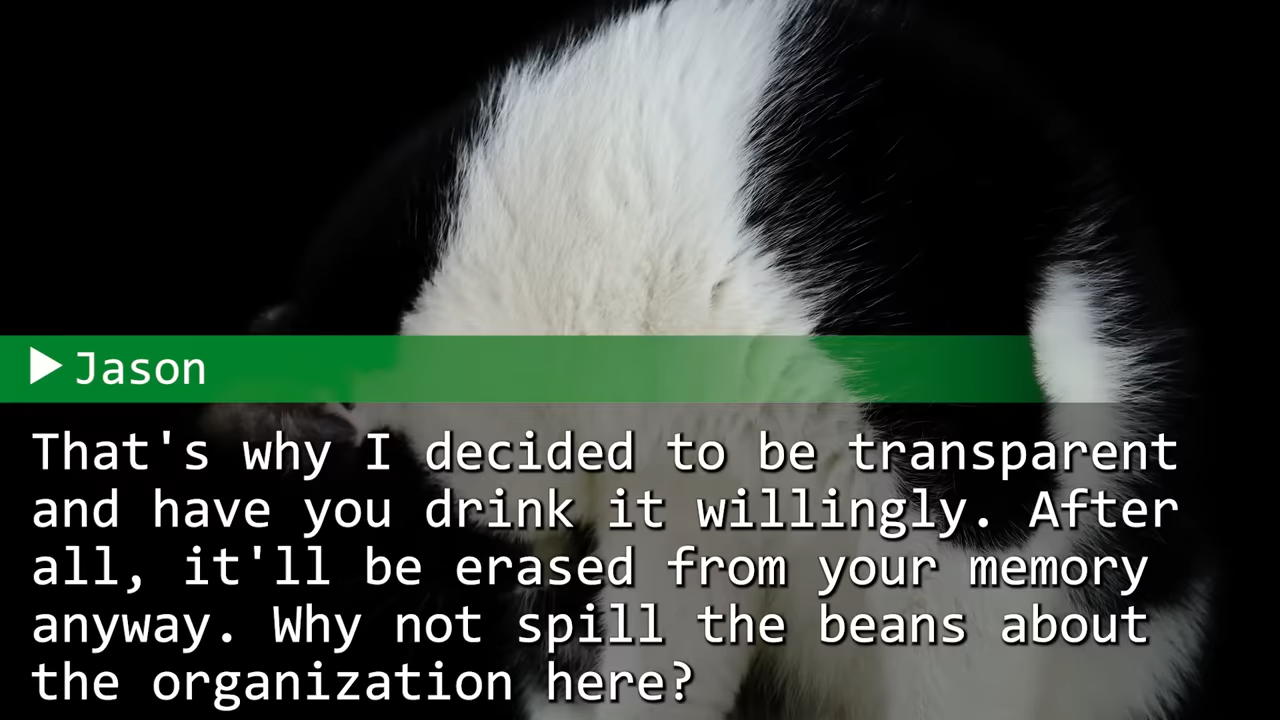 Jason
That's why I decided to be transparent
and have you drink it willingly. After
all, it'll be erased from your memory
anyway. Why not spill the beans about
the organization here?